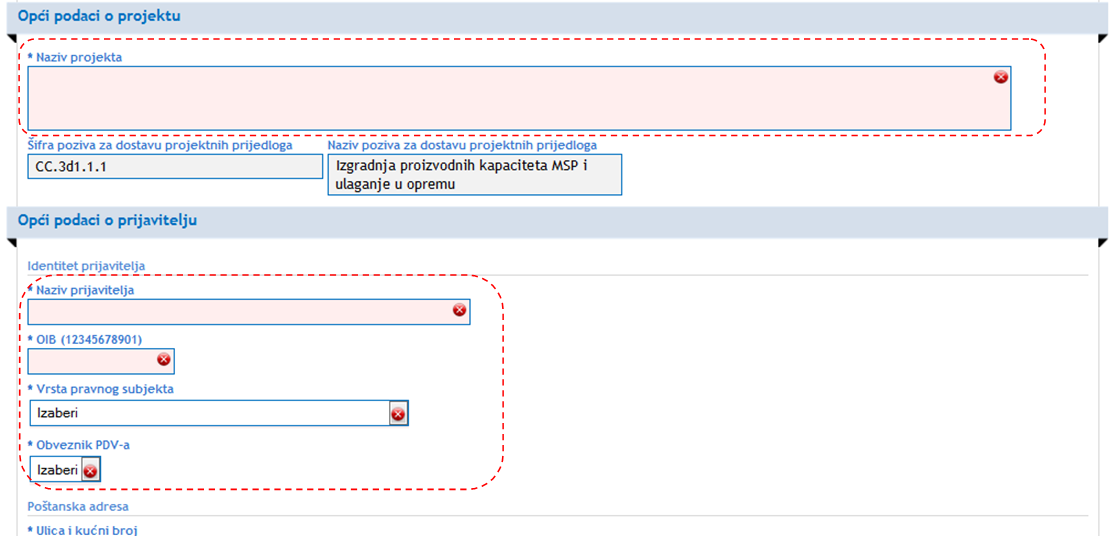 Opći podaci o projektu
* Naziv projekta
Šifra poziva za dostavu projektnih prijedloga
Naziv poziva za dostavu projektnih prijedloga
CC.3d1.1.1
Izgradnja proizvodnih kapaciteta MSP i
ulaganje u opremu
Opći podaci o prijavitelju
Identitet prijavitelja
* Naziv prijavitelja
* OIB (12345678901)
* Vrsta pravnog subjekta
Izaberi
* Obveznik PDV-a
Izaberi
Poštanska adresa
* Ulica i kućni broj